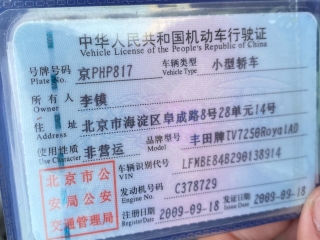 中华人民共和国机动车行驶证
Vehicle License of the People's Republic of China
号牌号码 京PHP817 车辆类型 小型轿车
Plate No. Vehicle Type
所有人 李镇
Owner
住址 北京市海淀区阜成路8号28单元14号
Address
使用性质 非营运 品牌型号 丰田牌TV7250RoyalAD
Use Character Model
车辆识别代号 LFMBE848290138914
VIN
北京市公 发动机号码 C378729
安局公安 Engine No.
交通管理局 注册日期 2009-09-18 发证日期 2009-09-18
Register Date Issue Date